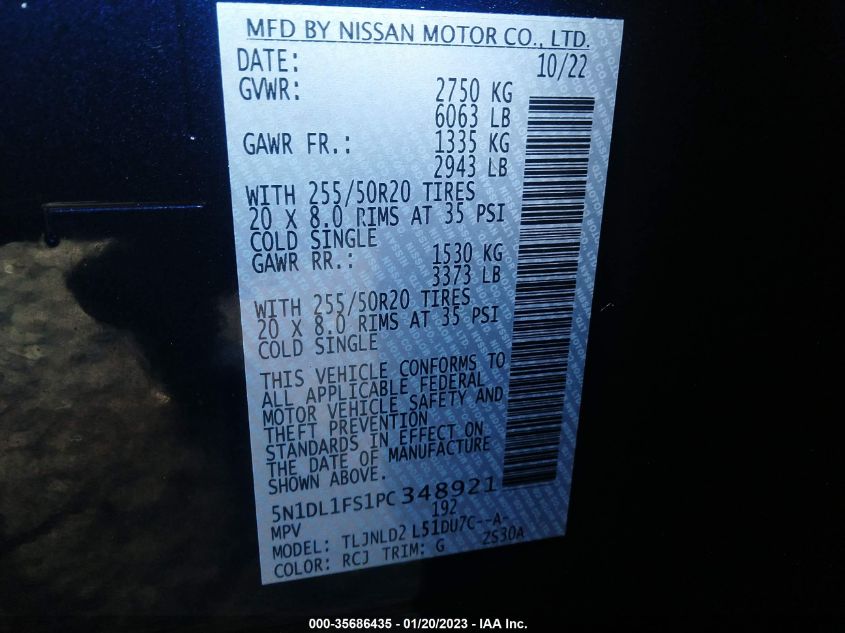 MFD BY NISSAN MOTOR CO., LTD.
DATE: 10/22
GVWR: 2750 KG
6063 LB
GAWR FR.: 1335 KG
2943 LB
WITH 255/50R20 TIRES
20 X 8.0 RIMS AT 35 PSI
COLD SINGLE
GAWR RR.: 1530 KG
3373 LB
WITH 255/50R20 TIRES
20 X 8.0 RIMS AT 35 PSI
COLD SINGLE
THIS VEHICLE CONFORMS TO
ALL APPLICABLE FEDERAL
MOTOR VEHICLE SAFETY AND
THEFT PREVENTION
STANDARDS IN EFFECT ON
THE DATE OF MANUFACTURE
SHOWN ABOVE.
5N1DL1FS1PC348921
MPV 192
MODEL: TLJNLD2 L51DU7C--A-
COLOR: RCJ TRIM: G ZS30A
000-35686435 - 01/20/2023 - IAA Inc.